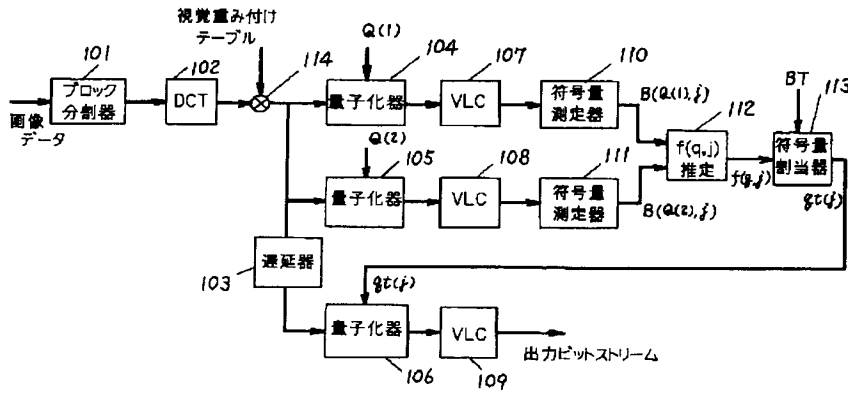 視覚重み付け
テーブル
114
101
ブロック
分割器
画像
データ
102
DCT
Q(1)
104
量子化器
107
VLC
110
符号量
測定器
B(Q(1),j)
Q(2)
105
量子化器
108
VLC
111
符号量
測定器
B(Q(2),j)
112
f(q,j)
推定
f(q,j)
BT
113
符号量
割当器
qt(j)
103
遅延器
qt(j)
量子化器
106
VLC
109
出力ビットストリーム